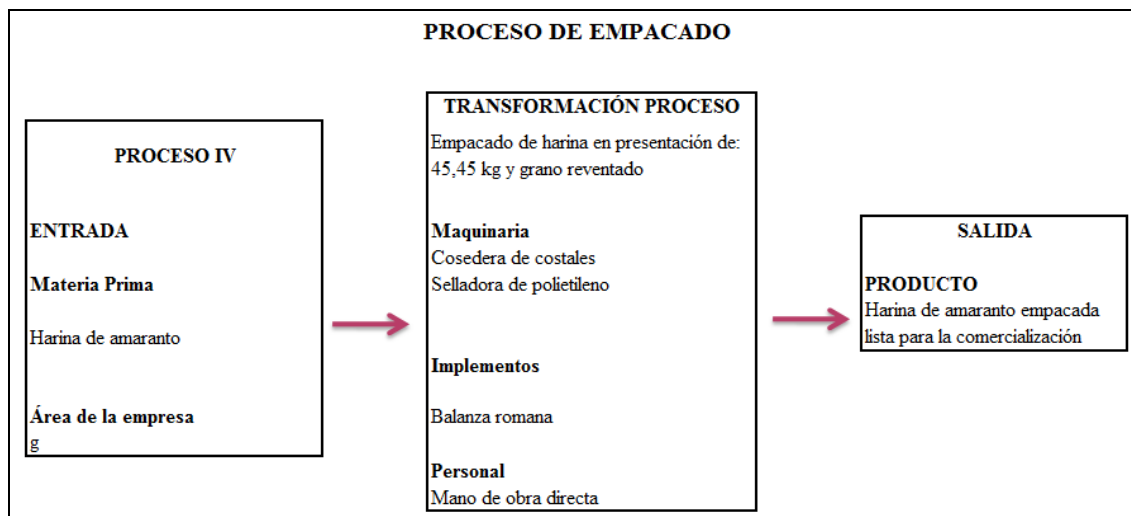 PROCESO DE EMPACADO
PROCESO IV
ENTRADA
Materia Prima
Harina de amaranto
Área de la empresa
g
TRANSFORMACIÓN PROCESO
Empacado de harina en presentación de:
45,45 kg y grano reventado
Maquinaria
Cosedera de costales
Selladora de polietileno
Implementos
Balanza romana
Personal
Mano de obra directa
SALIDA
PRODUCTO
Harina de amaranto empacada
lista para la comercialización